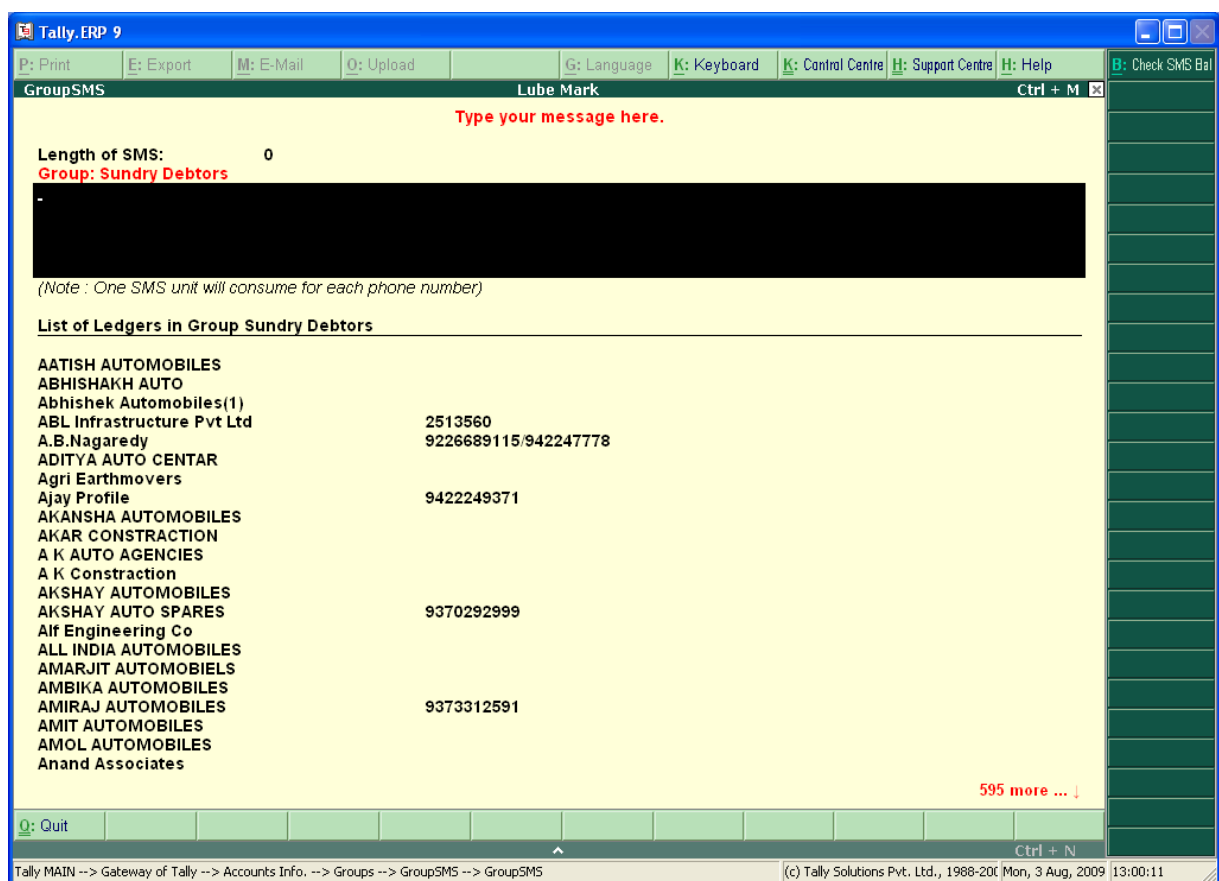 Tally.ERP 9
P: Print E: Export M: E-Mail O: Upload G: Language K: Keyboard K: Control Centre H: Support Centre H: Help B: Check SMS Bal
GroupSMS Lube Mark Ctrl + M
Type your message here.
Length of SMS: 0
Group: Sundry Debtors
(Note : One SMS unit will consume for each phone number)
List of Ledgers in Group Sundry Debtors
AATISH AUTOMOBILES
ABHISHAKH AUTO
Abhishek Automobiles(1)
ABL Infrastructure Pvt Ltd 2513560
A.B.Nagaredy 9226689115/942247778
ADITYA AUTO CENTAR
Agri Earthmovers
Ajay Profile 9422249371
AKANSHA AUTOMOBILES
AKAR CONSTRACTION
A K AUTO AGENCIES
A K Constraction
AKSHAY AUTOMOBILES
AKSHAY AUTO SPARES 9370292999
Alf Engineering Co
ALL INDIA AUTOMOBILES
AMARJIT AUTOMOBIELS
AMBIKA AUTOMOBILES
AMIRAJ AUTOMOBILES 9373312591
AMIT AUTOMOBILES
AMOL AUTOMOBILES
Anand Associates
595 more ... ↓
Q: Quit
Ctrl + N
Tally MAIN --> Gateway of Tally --> Accounts Info. --> Groups --> GroupSMS --> GroupSMS (c) Tally Solutions Pvt. Ltd., 1988-200 Mon, 3 Aug, 2009 13:00:11